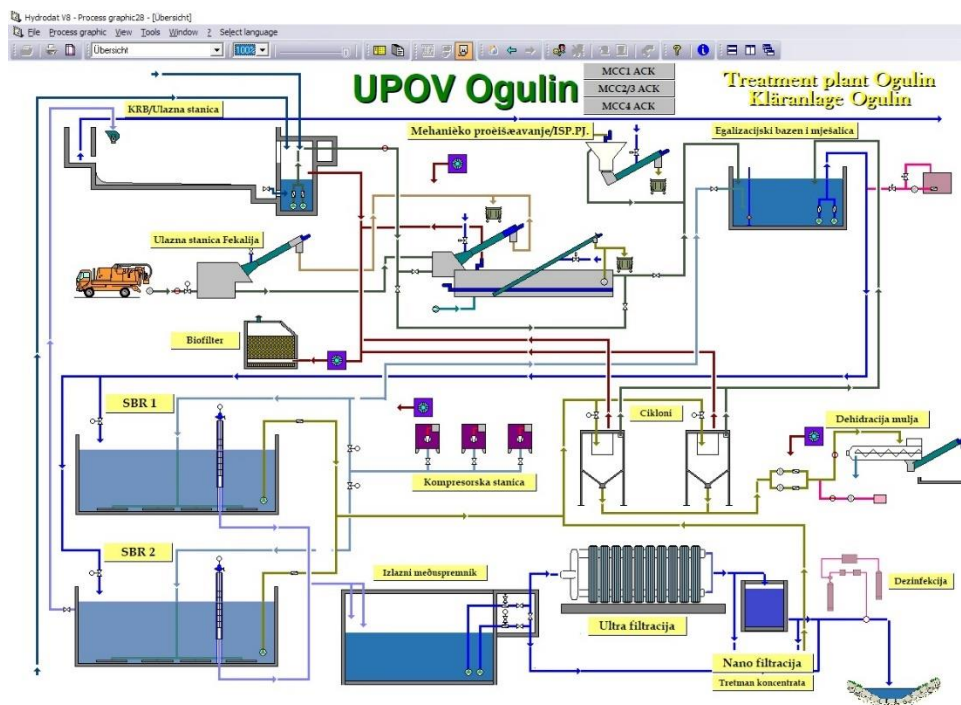 Hydrodat V8 - Process graphic28 - [Übersicht]
File Process graphic View Tools Window ? Select language
Übersicht 100%
UPOV Ogulin
MCC1 ACK
MCC2/3 ACK
MCC4 ACK
Treatment plant Ogulin
Kläranlage Ogulin
KRB/Ulazna stanica
Mehanièko proèišæavanje/ISP.PJ.
Egalizacijski bazen i mješalica
Ulazna stanica Fekalija
Biofilter
SBR 1
Cikloni
Dehidracija mulja
Kompresorska stanica
SBR 2
Izlazni međuspremnik
Dezinfekcija
Ultra filtracija
Nano filtracija
Tretman koncentrata